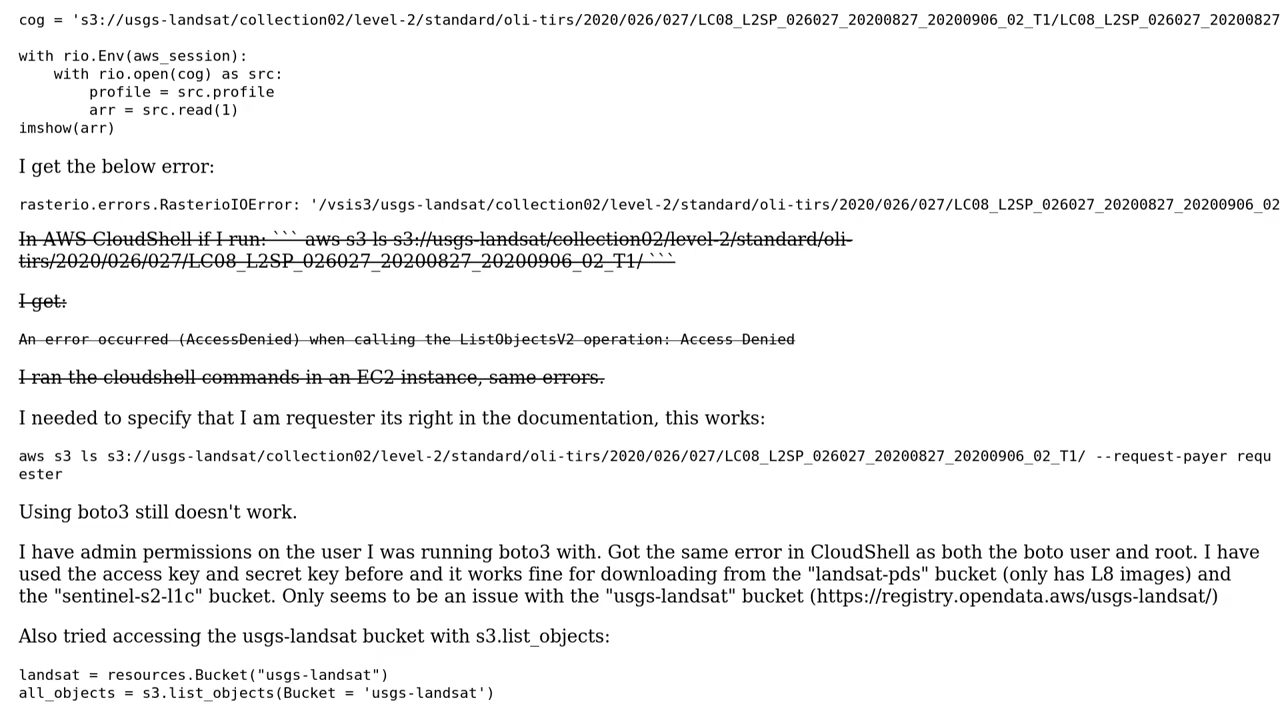 cog = 's3://usgs-landsat/collection02/level-2/standard/oli-tirs/2020/026/027/LC08_L2SP_026027_20200827_20200906_02_T1/LC08_L2SP_026027_20200827
with rio.Env(aws_session):
    with rio.open(cog) as src:
        profile = src.profile
        arr = src.read(1)
imshow(arr)
I get the below error:
rasterio.errors.RasterioIOError: '/vsis3/usgs-landsat/collection02/level-2/standard/oli-tirs/2020/026/027/LC08_L2SP_026027_20200827_20200906_02
In AWS CloudShell if I run: ``` aws s3 ls s3://usgs-landsat/collection02/level-2/standard/oli-
tirs/2020/026/027/LC08_L2SP_026027_20200827_20200906_02_T1/ ```
I get:
An error occurred (AccessDenied) when calling the ListObjectsV2 operation: Access Denied
I ran the cloudshell commands in an EC2 instance, same errors.
I needed to specify that I am requester its right in the documentation, this works:
aws s3 ls s3://usgs-landsat/collection02/level-2/standard/oli-tirs/2020/026/027/LC08_L2SP_026027_20200827_20200906_02_T1/ --request-payer requ
ester
Using boto3 still doesn't work.
I have admin permissions on the user I was running boto3 with. Got the same error in CloudShell as both the boto user and root. I have
used the access key and secret key before and it works fine for downloading from the "landsat-pds" bucket (only has L8 images) and
the "sentinel-s2-l1c" bucket. Only seems to be an issue with the "usgs-landsat" bucket (https://registry.opendata.aws/usgs-landsat/)
Also tried accessing the usgs-landsat bucket with s3.list_objects:
landsat = resources.Bucket("usgs-landsat")
all_objects = s3.list_objects(Bucket = 'usgs-landsat')